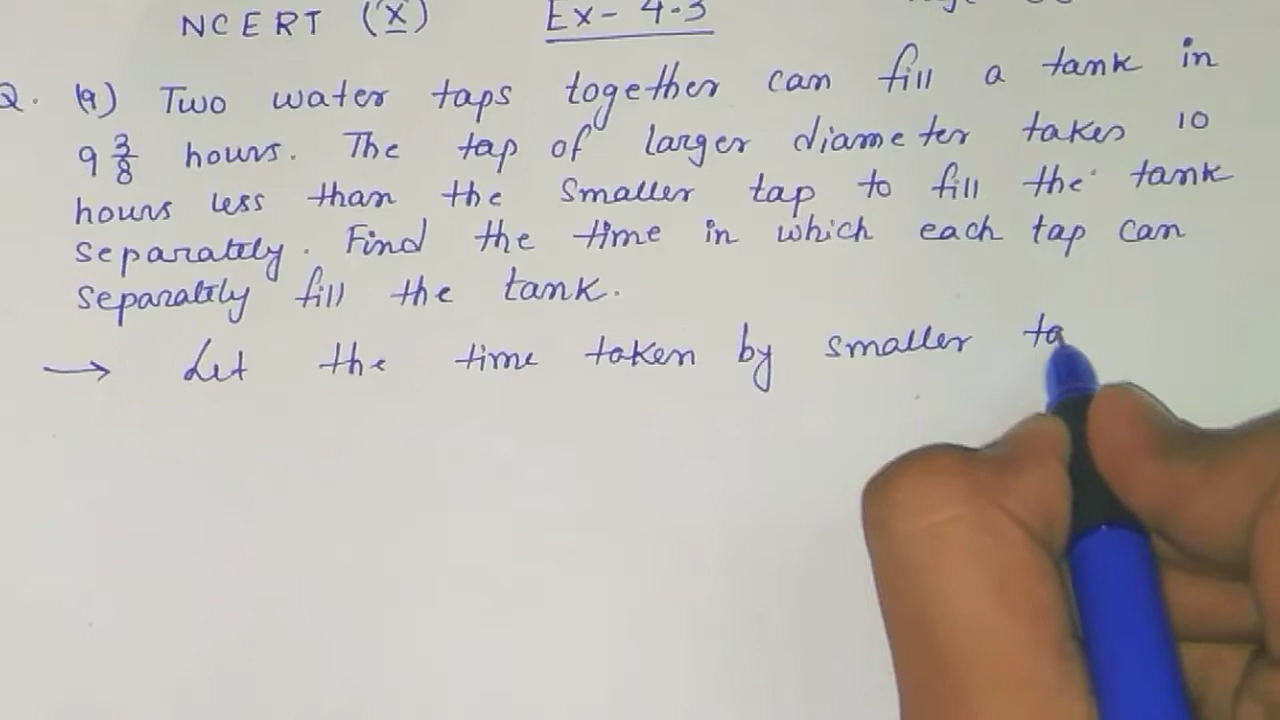 NCERT (X) Ex- 4.3
Q. (9) Two water taps together can fill a tank in
9 3/8 hours. The tap of larger diameter takes 10
hours less than the smaller tap to fill the tank
separately. Find the time in which each tap can
separately fill the tank.
→ Let the time taken by smaller ta